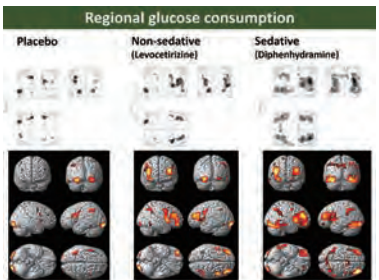 Regional glucose consumption
Placebo
Non-sedative
(Levocetirizine)
Sedative
(Diphenhydramine)